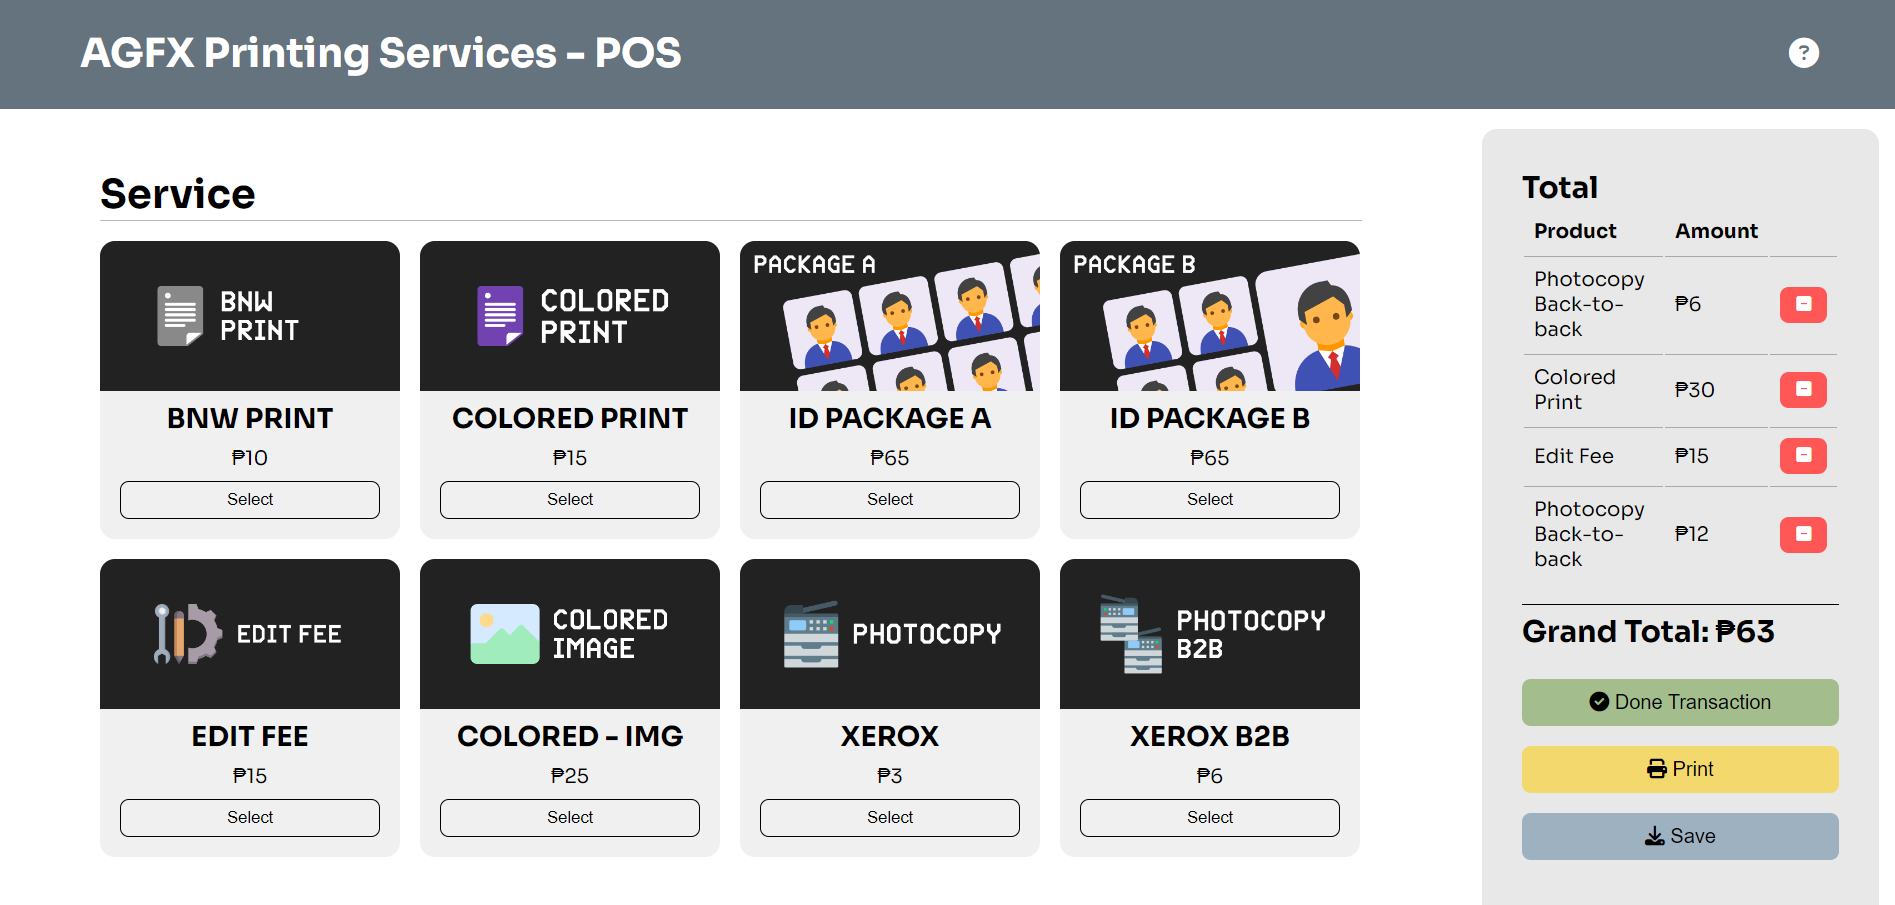 AGFX Printing Services - POS
?
Service
BNW
PRINT
BNW PRINT
₱10
Select
COLORED
PRINT
COLORED PRINT
₱15
Select
PACKAGE A
ID PACKAGE A
₱65
Select
PACKAGE B
ID PACKAGE B
₱65
Select
EDIT FEE
EDIT FEE
₱15
Select
COLORED
IMAGE
COLORED - IMG
₱25
Select
PHOTOCOPY
XEROX
₱3
Select
PHOTOCOPY
B2B
XEROX B2B
₱6
Select
Total
Product Amount
Photocopy
Back-to-
back
₱6
Colored
Print
₱30
Edit Fee ₱15
Photocopy
Back-to-
back
₱12
Grand Total: ₱63
Done Transaction
Print
Save